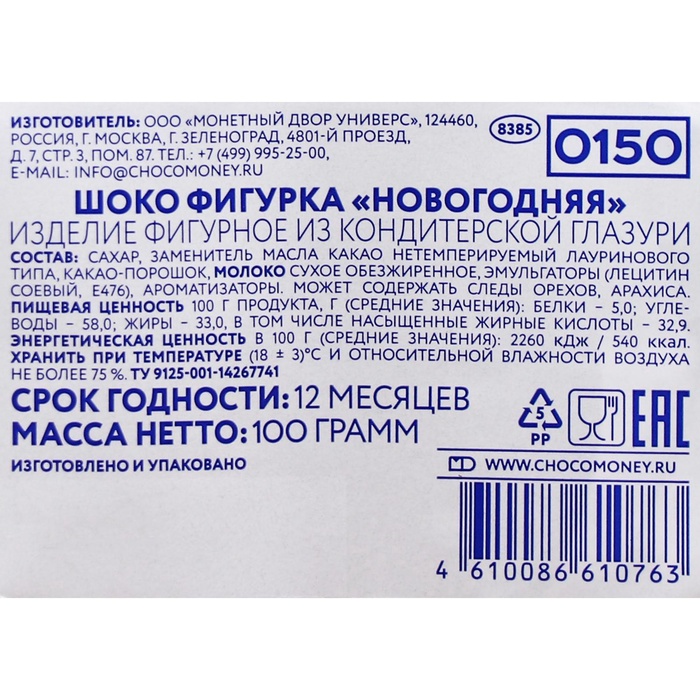 ИЗГОТОВИТЕЛЬ: ООО «МОНЕТНЫЙ ДВОР УНИВЕРС», 124460,
РОССИЯ, Г. МОСКВА, Г. ЗЕЛЕНОГРАД, 4801-Й ПРОЕЗД,
Д. 7, СТР. 3, ПОМ. 87. ТЕЛ.: +7 (499) 995-25-00,
E-MAIL: INFO@CHOCOMONEY.RU
8385
0150
ШОКО ФИГУРКА «НОВОГОДНЯЯ»
ИЗДЕЛИЕ ФИГУРНОЕ ИЗ КОНДИТЕРСКОЙ ГЛАЗУРИ
СОСТАВ: САХАР, ЗАМЕНИТЕЛЬ МАСЛА КАКАО НЕТЕМПЕРИРУЕМЫЙ ЛАУРИНОВОГО
ТИПА, КАКАО-ПОРОШОК, МОЛОКО СУХОЕ ОБЕЗЖИРЕННОЕ, ЭМУЛЬГАТОРЫ (ЛЕЦИТИН
СОЕВЫЙ, Е476), АРОМАТИЗАТОРЫ. МОЖЕТ СОДЕРЖАТЬ СЛЕДЫ ОРЕХОВ, АРАХИСА.
ПИЩЕВАЯ ЦЕННОСТЬ 100 Г ПРОДУКТА, Г (СРЕДНИЕ ЗНАЧЕНИЯ): БЕЛКИ – 5,0; УГЛЕ-
ВОДЫ – 58,0; ЖИРЫ – 33,0, В ТОМ ЧИСЛЕ НАСЫЩЕННЫЕ ЖИРНЫЕ КИСЛОТЫ – 32,9.
ЭНЕРГЕТИЧЕСКАЯ ЦЕННОСТЬ В 100 Г (СРЕДНИЕ ЗНАЧЕНИЯ): 2260 кДж / 540 ккал.
ХРАНИТЬ ПРИ ТЕМПЕРАТУРЕ (18 ± 3)°С И ОТНОСИТЕЛЬНОЙ ВЛАЖНОСТИ ВОЗДУХА
НЕ БОЛЕЕ 75 %. ТУ 9125-001-14267741
СРОК ГОДНОСТИ: 12 МЕСЯЦЕВ
МАССА НЕТТО: 100 ГРАММ
ИЗГОТОВЛЕНО И УПАКОВАНО
5
PP
EAC
MD WWW.CHOCOMONEY.RU
4 610086 610763